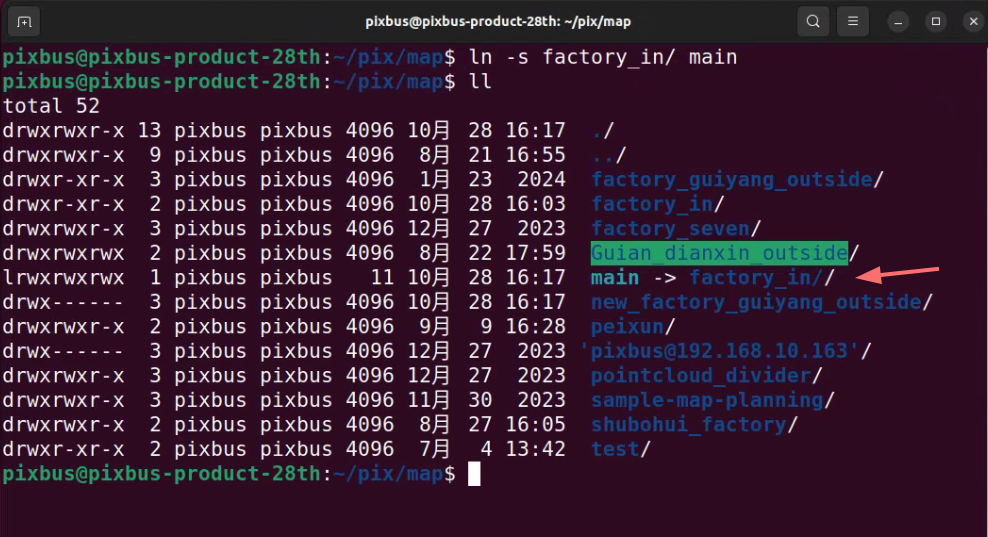 pixbus@pixbus-product-28th: ~/pix/map
pixbus@pixbus-product-28th:~/pix/map$ ln -s factory_in/ main
pixbus@pixbus-product-28th:~/pix/map$ ll
total 52
drwxrwxr-x 13 pixbus pixbus 4096 10月 28 16:17 ./
drwxrwxr-x  9 pixbus pixbus 4096  8月 21 16:55 ../
drwxr-xr-x  3 pixbus pixbus 4096  1月 23  2024 factory_guiyang_outside/
drwxr-xr-x  2 pixbus pixbus 4096 10月 28 16:03 factory_in/
drwxrwxr-x  3 pixbus pixbus 4096 12月 27  2023 factory_seven/
drwxrwxrwx  2 pixbus pixbus 4096  8月 22 17:59 Guian_dianxin_outside/
lrwxrwxrwx  1 pixbus pixbus   11 10月 28 16:17 main -> factory_in//
drwx------  3 pixbus pixbus 4096 10月 28 16:17 new_factory_guiyang_outside/
drwxrwxr-x  2 pixbus pixbus 4096  9月  9 16:28 peixun/
drwx------  3 pixbus pixbus 4096 12月 27  2023 'pixbus@192.168.10.163'/
drwxrwxr-x  3 pixbus pixbus 4096 12月 27  2023 pointcloud_divider/
drwxrwxr-x  3 pixbus pixbus 4096 11月 30  2023 sample-map-planning/
drwxrwxr-x  2 pixbus pixbus 4096  8月 27 16:05 shubohui_factory/
drwxr-xr-x  2 pixbus pixbus 4096  7月  4 13:42 test/
pixbus@pixbus-product-28th:~/pix/map$